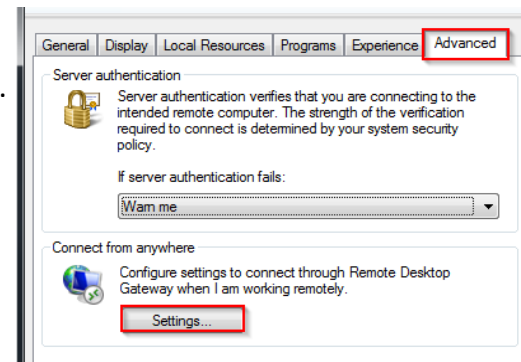 General Display Local Resources Programs Experience Advanced
Server authentication
Server authentication verifies that you are connecting to the
intended remote computer. The strength of the verification
required to connect is determined by your system security
policy.
If server authentication fails:
Warn me
Connect from anywhere
Configure settings to connect through Remote Desktop
Gateway when I am working remotely.
Settings...